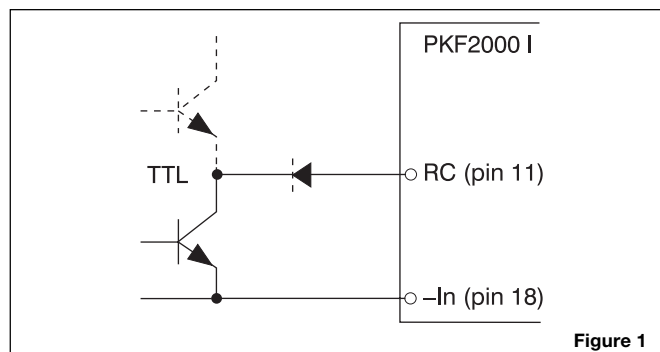 PKF2000 I
TTL
RC (pin 11)
–In (pin 18)
Figure 1